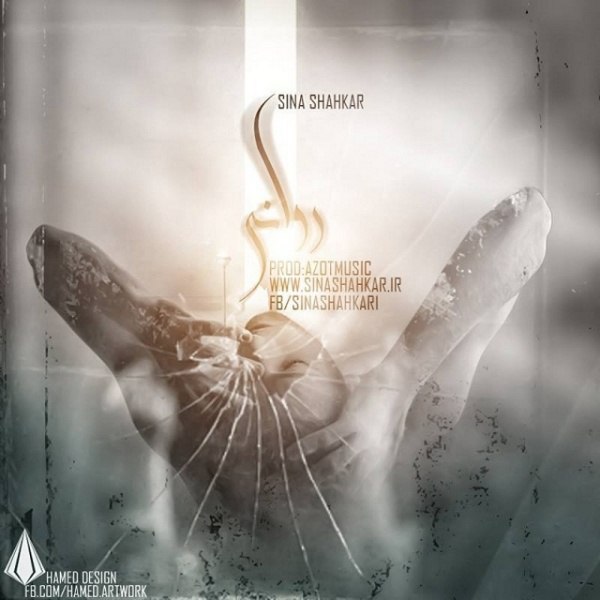 SINA SHAHKAR
PROD:AZOTMUSIC
WWW.SINASHAHKAR.IR
FB/SINASHAHKARI
HAMED DESIGN
FB.COM/HAMED.ARTWORK